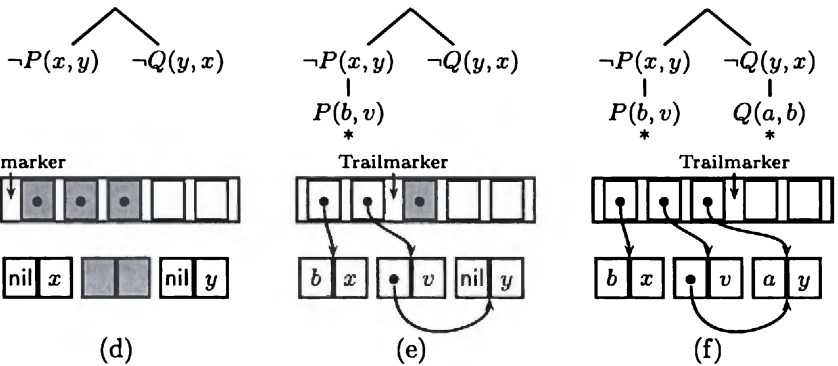 ¬P(x, y) ¬Q(y, x)
marker
nil x nil y
(d)
¬P(x, y) ¬Q(y, x)
P(b, v)
*
Trailmarker
b x v nil y
(e)
¬P(x, y) ¬Q(y, x)
P(b, v) Q(a, b)
* *
Trailmarker
b x v a y
(f)